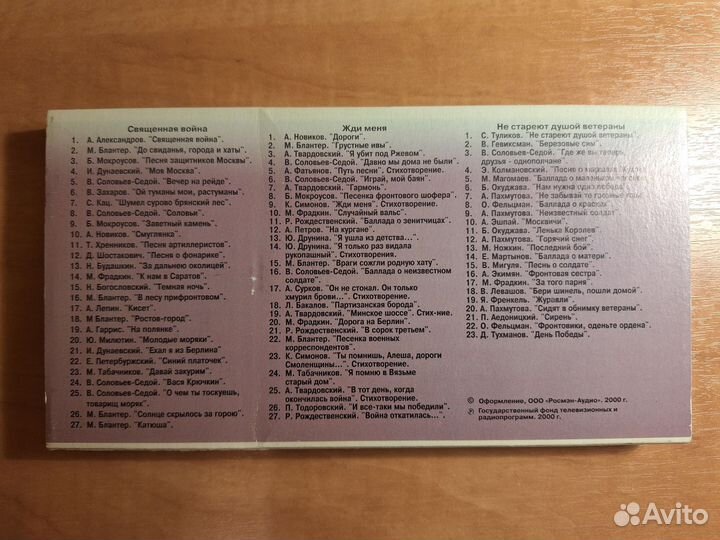 Священная война
1. А. Александров. "Священная война".
2. М. Блантер. "До свиданья, города и хаты".
3. Б. Мокроусов. "Песня защитников Москвы".
4. И. Дунаевский. "Моя Москва".
5. В. Соловьев-Седой. "Вечер на рейде".
6. В. Захаров. "Ой туманы мои, растуманы".
7. С. Кац. "Шумел сурово брянский лес".
8. В. Соловьев-Седой. "Соловьи".
9. Б. Мокроусов. "Заветный камень".
10. А. Новиков. "Смуглянка".
11. Т. Хренников. "Песня артиллеристов".
12. Д. Шостакович. "Песня о фонарике".
13. Н. Будашкин. "За дальнею околицей".
14. М. Фрадкин. "К нам в Саратов".
15. Н. Богословский. "Темная ночь".
16. М. Блантер. "В лесу прифронтовом".
17. А. Лепин. "Кисет".
18. М Блантер. "Ростов-город".
19. А. Гаррис. "На полянке".
20. Ю. Милютин. "Молодые моряки".
21. И. Дунаевский. "Ехал я из Берлина"
22. Е. Петербуржский. "Синий платочек".
23. М. Табачников. "Давай закурим".
24. В. Соловьев-Седой. "Вася Крючкин".
25. В. Соловьев-Седой. "О чем ты тоскуешь,
товарищ моряк".
26. М. Блантер. "Солнце скрылось за горою".
27. М. Блантер. "Катюша".
Жди меня
1. А. Новиков. "Дороги".
2. М. Блантер. "Грустные ивы".
3. А. Твардовский. "Я убит под Ржевом".
4. В. Соловьев-Седой. "Давно мы дома не были".
5. А. Фатьянов. "Путь песни". Стихотворение.
6. В. Соловьев-Седой. "Играй, мой баян".
7. А. Твардовский. "Гармонь".
8. Б. Мокроусов. "Песенка фронтового шофера".
9. К. Симонов. "Жди меня". Стихотворение.
10. М. Фрадкин. "Случайный вальс".
11. Р. Рождественский. "Баллада о зенитчицах".
12. А. Петров. "На кургане".
13. Ю. Друнина. "Я ушла из детства...".
14. Ю. Друнина. "Я только раз видала
рукопашный". Стихотворения.
15. М. Блантер. "Враги сожгли родную хату".
16. В. Соловьев-Седой. "Баллада о неизвестном
солдате".
17. А. Сурков. "Он не стонал. Он только
хмурил брови...". Стихотворение.
18. Л. Бакалов. "Партизанская борода".
19. А. Твардовский. "Минское шоссе". Стих-ние.
20. М. Фрадкин. "Дорога на Берлин".
21. Р. Рождественский. "В сорок третьем".
22. М. Блантер. "Песенка военных
корреспондентов".
23. К. Симонов. "Ты помнишь, Алеша, дороги
Смоленщины...". Стихотворение.
24. М. Табачников. "Я помню в Вязьме
старый дом".
25. А. Твардовский. "В тот день, когда
окончилась война". Стихотворение.
26. П. Тодоровский. "И все-таки мы победили".
27. Р. Рождественский. "Война откатилась...".
Не стареют душой ветераны
1. С. Туликов. "Не стареют душой ветераны".
2. В. Гевиксман. "Березовые сны".
3. В. Соловьев-Седой. "Где же вы теперь,
друзья - однополчане".
4. Э. Колмановский. "Песня о
5. М. Магомаев. "Баллада о маленьком
6. Б. Окуджава. "Нам нужна одна победа".
7. А. Пахмутова. "Не забывай те грозные годы".
8. О. Фельцман. "Баллада о красках".
9. А. Пахмутова. "Неизвестный солдат".
10. А. Эшпай. "Москвичи".
11. Б. Окуджава. "Ленька Королев".
12. А. Пахмутова. "Горячий снег".
13. М. Ножкин. "Последний бой".
14. Е. Мартынов. "Баллада о матери".
15. В. Мигуля. "Песнь о солдате".
16. А. Экимян. "Фронтовая сестра".
17. М. Фрадкин. "За того парня".
18. В. Левашов. "Бери шинель, пошли домой".
19. Я. Френкель. "Журавли".
20. А. Пахмутова. "Сидят в обнимку ветераны".
21. П. Аедоницкий. "Сирень".
22. О. Фельцман. "Фронтовики, оденьте ордена".
23. Д. Тухманов. "День Победы".
© Оформление, ООО «Росмэн-Аудио». 2000 г.
℗ Государственный фонд телевизионных и
радиопрограмм. 2000 г.
Avito